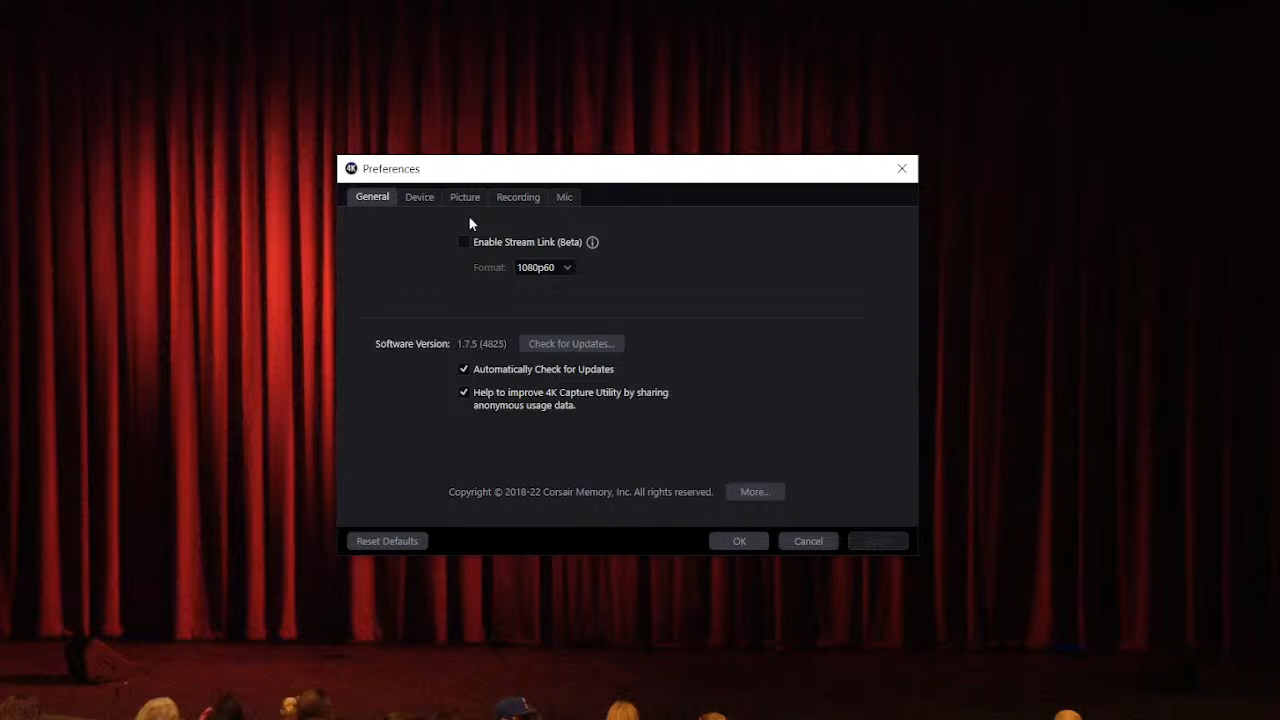 4K Preferences
General Device Picture Recording Mic
Enable Stream Link (Beta)
Format: 1080p60
Software Version: 1.7.5 (4825) Check for Updates...
Automatically Check for Updates
Help to improve 4K Capture Utility by sharing
anonymous usage data.
Copyright © 2018-22 Corsair Memory, Inc. All rights reserved. More...
Reset Defaults OK Cancel